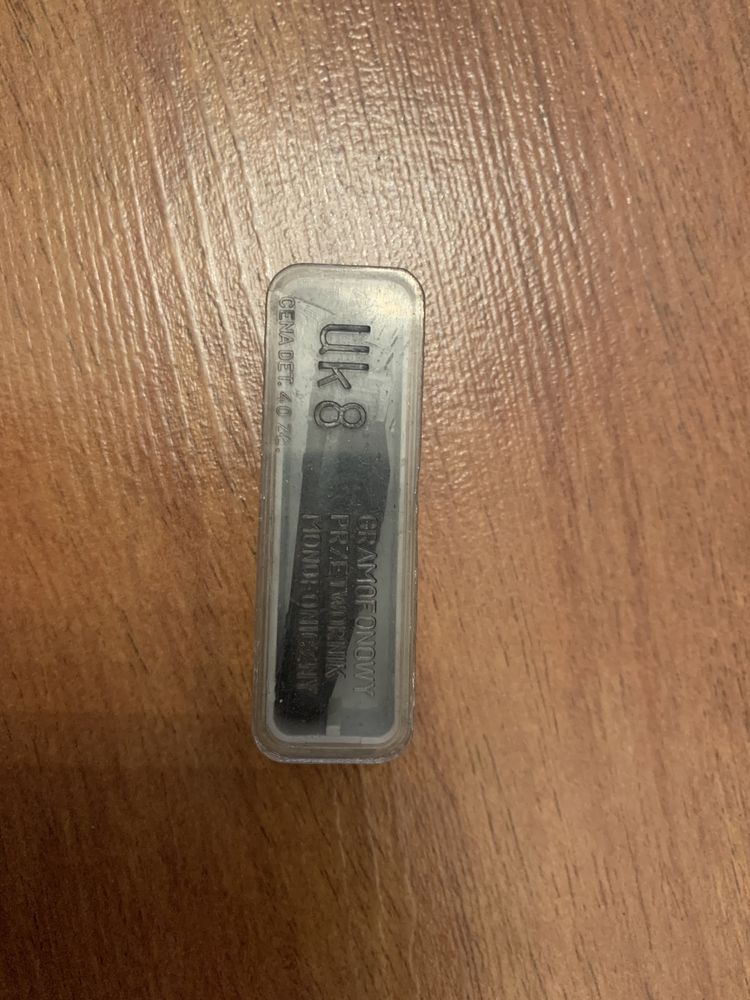 Uk 8
GRAMOFONOWY
PRZETWORNIK
MONOFONICZNY
CENA DET. 40 ZŁ.